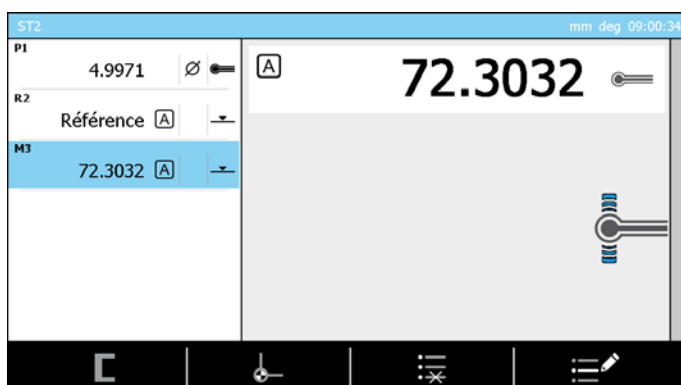 ST2 mm deg 09:00:34
P1
4.9971 Ø
R2
Référence A
M3
72.3032 A
A 72.3032